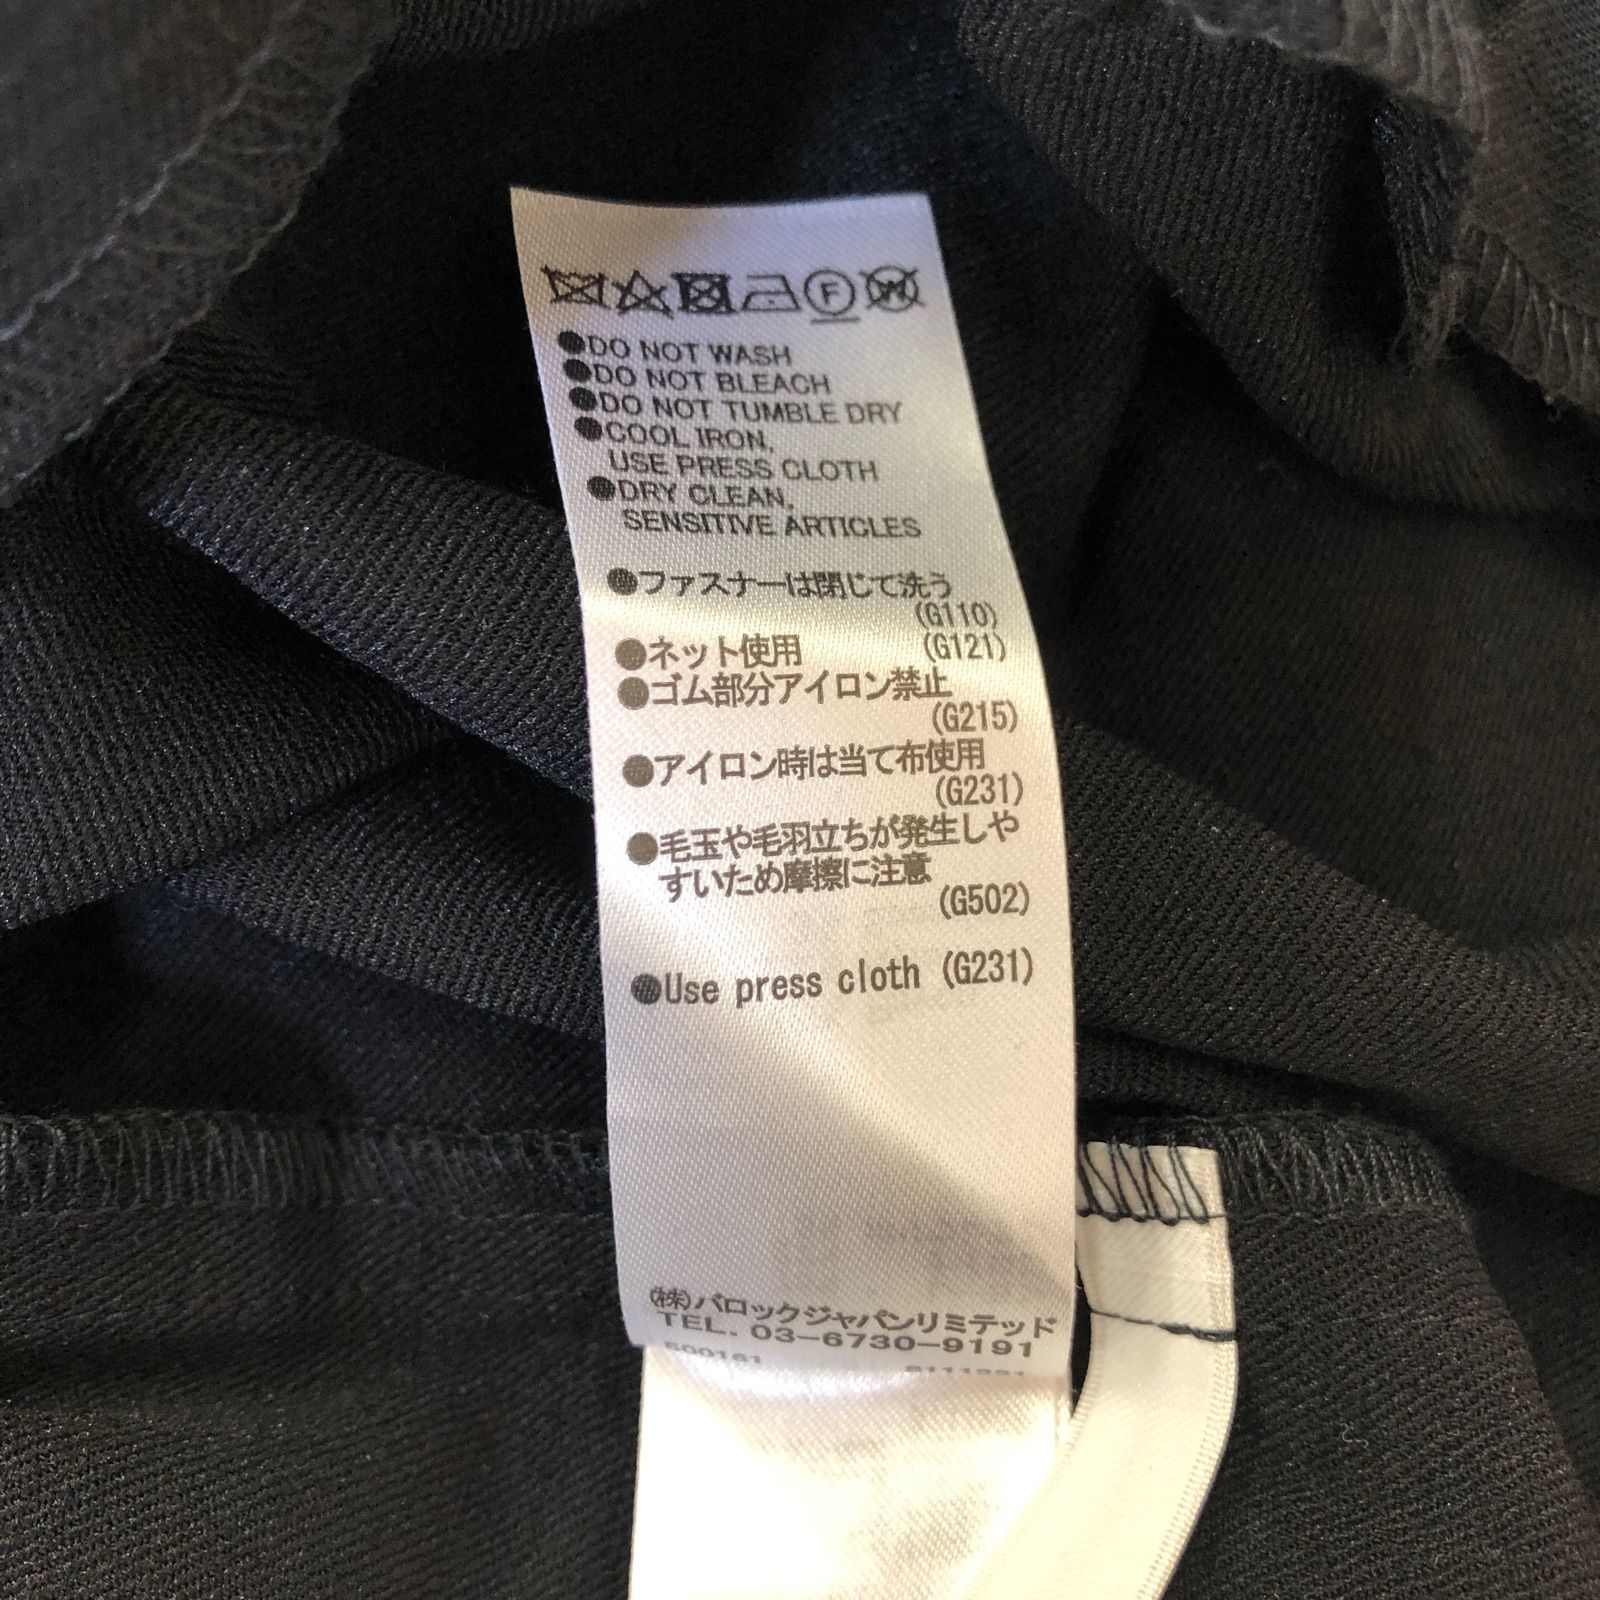 F W
●DO NOT WASH
●DO NOT BLEACH
●DO NOT TUMBLE DRY
●COOL IRON,
USE PRESS CLOTH
●DRY CLEAN,
SENSITIVE ARTICLES
●ファスナーは閉じて洗う
(G110)
●ネット使用 (G121)
●ゴム部分アイロン禁止
(G215)
●アイロン時は当て布使用
(G231)
●毛玉や毛羽立ちが発生しや
すいため摩擦に注意
(G502)
●Use press cloth (G231)
(株)バロックジャパンリミテッド
TEL. 03-6730-9191